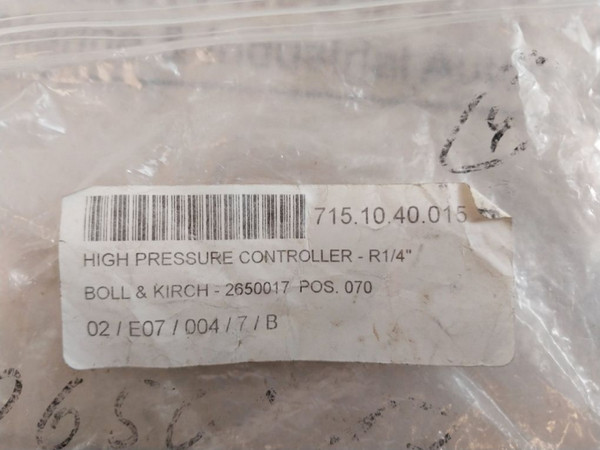 715.10.40.015
HIGH PRESSURE CONTROLLER - R1/4"
BOLL & KIRCH - 2650017 POS. 070
02 / E07 / 004 / 7 / B